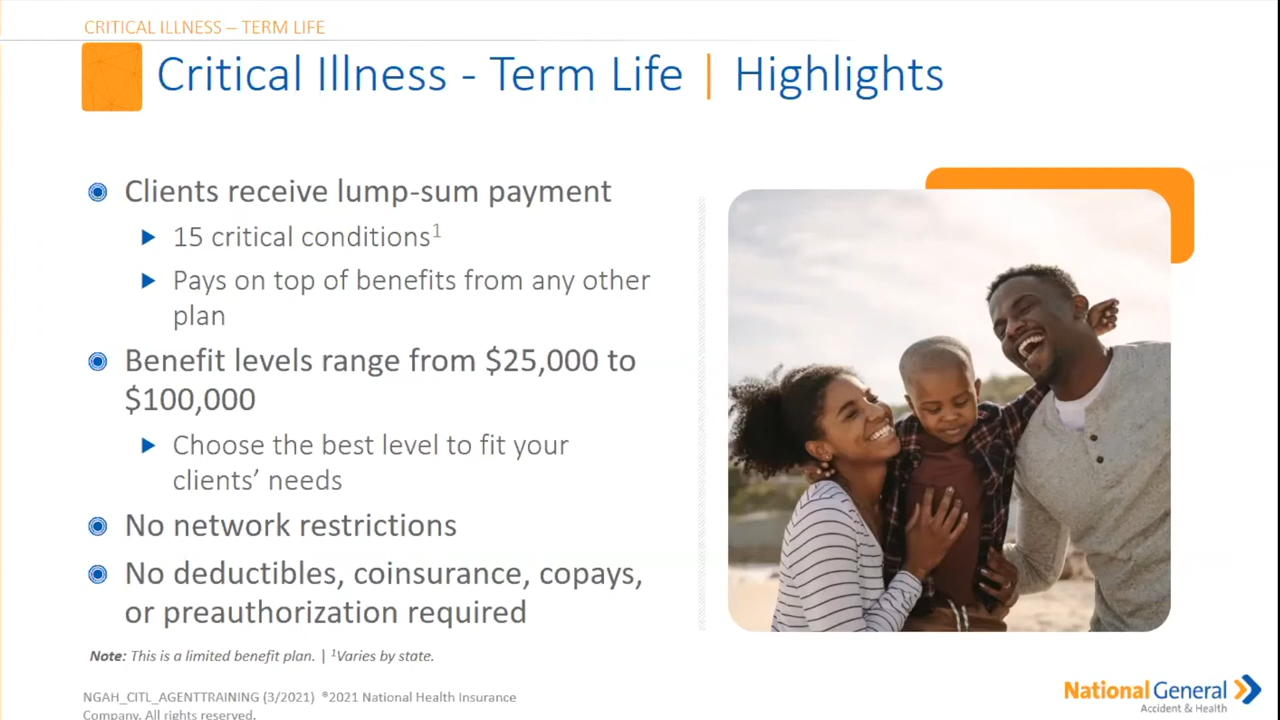 CRITICAL ILLNESS – TERM LIFE
Critical Illness - Term Life | Highlights
Clients receive lump-sum payment
15 critical conditions¹
Pays on top of benefits from any other
plan
Benefit levels range from $25,000 to
$100,000
Choose the best level to fit your
clients’ needs
No network restrictions
No deductibles, coinsurance, copays,
or preauthorization required
Note: This is a limited benefit plan. | ¹Varies by state.
NGAH_CITL_AGENTTRAINING (3/2021) ®2021 National Health Insurance
Company. All rights reserved.
National General
Accident & Health